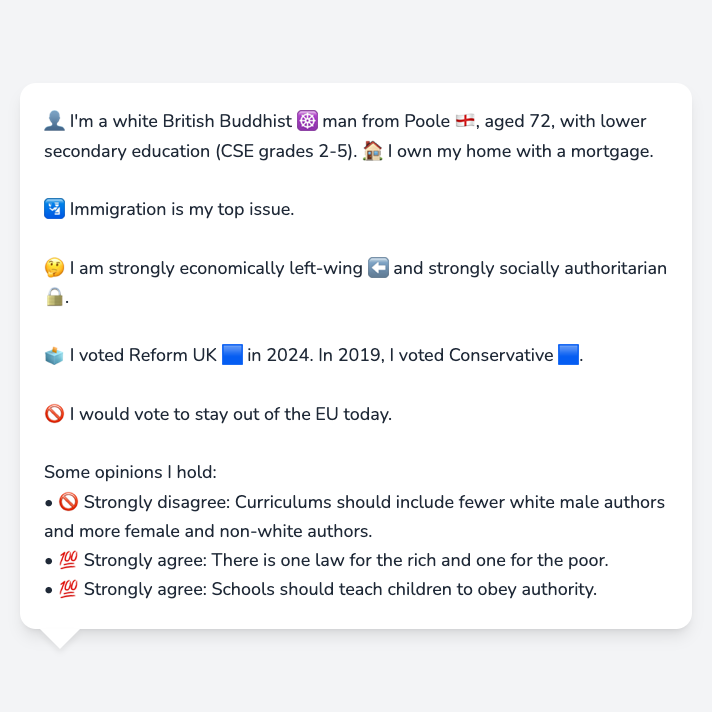 👤 I'm a white British Buddhist ☸️ man from Poole 🏴󠁧󠁢󠁥󠁮󠁧󠁿, aged 72, with lower
secondary education (CSE grades 2-5). 🏠 I own my home with a mortgage.
🛂 Immigration is my top issue.
🤔 I am strongly economically left-wing ⬅️ and strongly socially authoritarian
🔒.
🗳️ I voted Reform UK 🟦 in 2024. In 2019, I voted Conservative 🟦.
🚫 I would vote to stay out of the EU today.
Some opinions I hold:
• 🚫 Strongly disagree: Curriculums should include fewer white male authors
and more female and non-white authors.
• 💯 Strongly agree: There is one law for the rich and one for the poor.
• 💯 Strongly agree: Schools should teach children to obey authority.